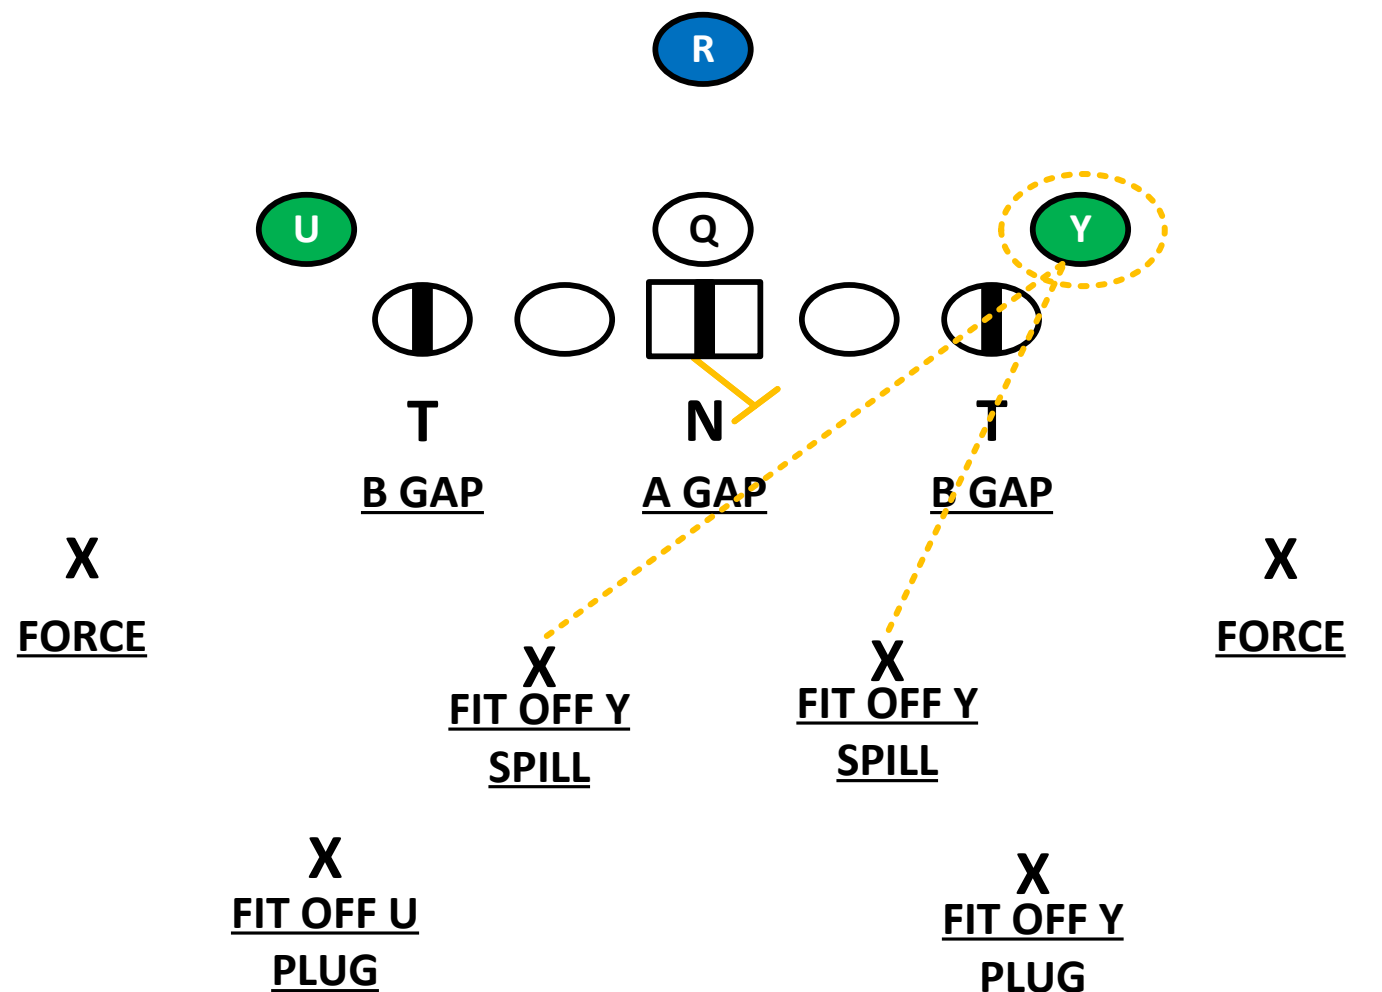 R
U Q Y
T N T
B GAP A GAP B GAP
X X
FORCE FORCE
X X
FIT OFF Y FIT OFF Y
SPILL SPILL
X X
FIT OFF U FIT OFF Y
PLUG PLUG